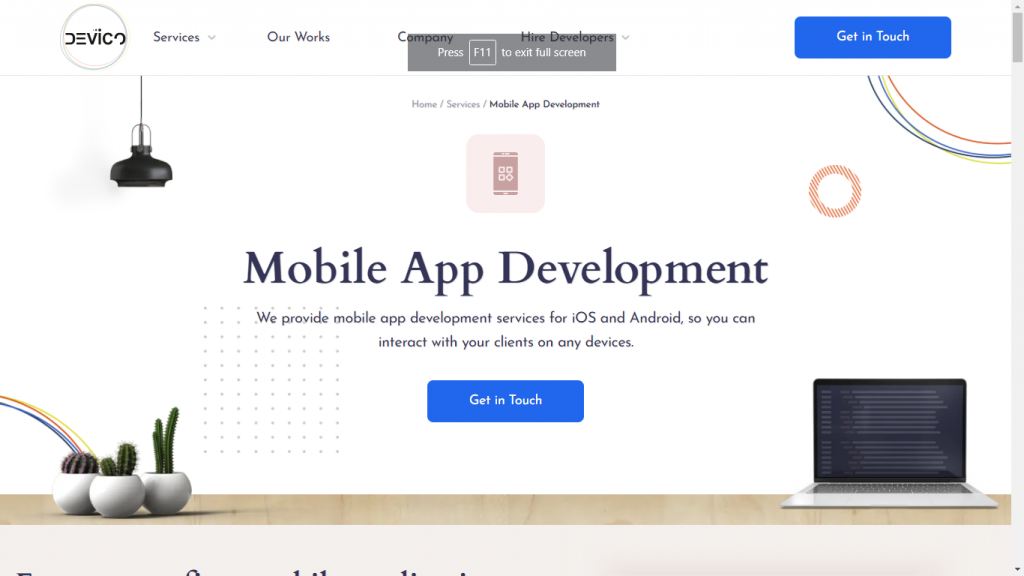 DEVICO
Services
Our Works
Company
Hire Developers
Get in Touch
Press F11 to exit full screen
Home / Services / Mobile App Development
Mobile App Development
We provide mobile app development services for iOS and Android, so you can
interact with your clients on any devices.
Get in Touch